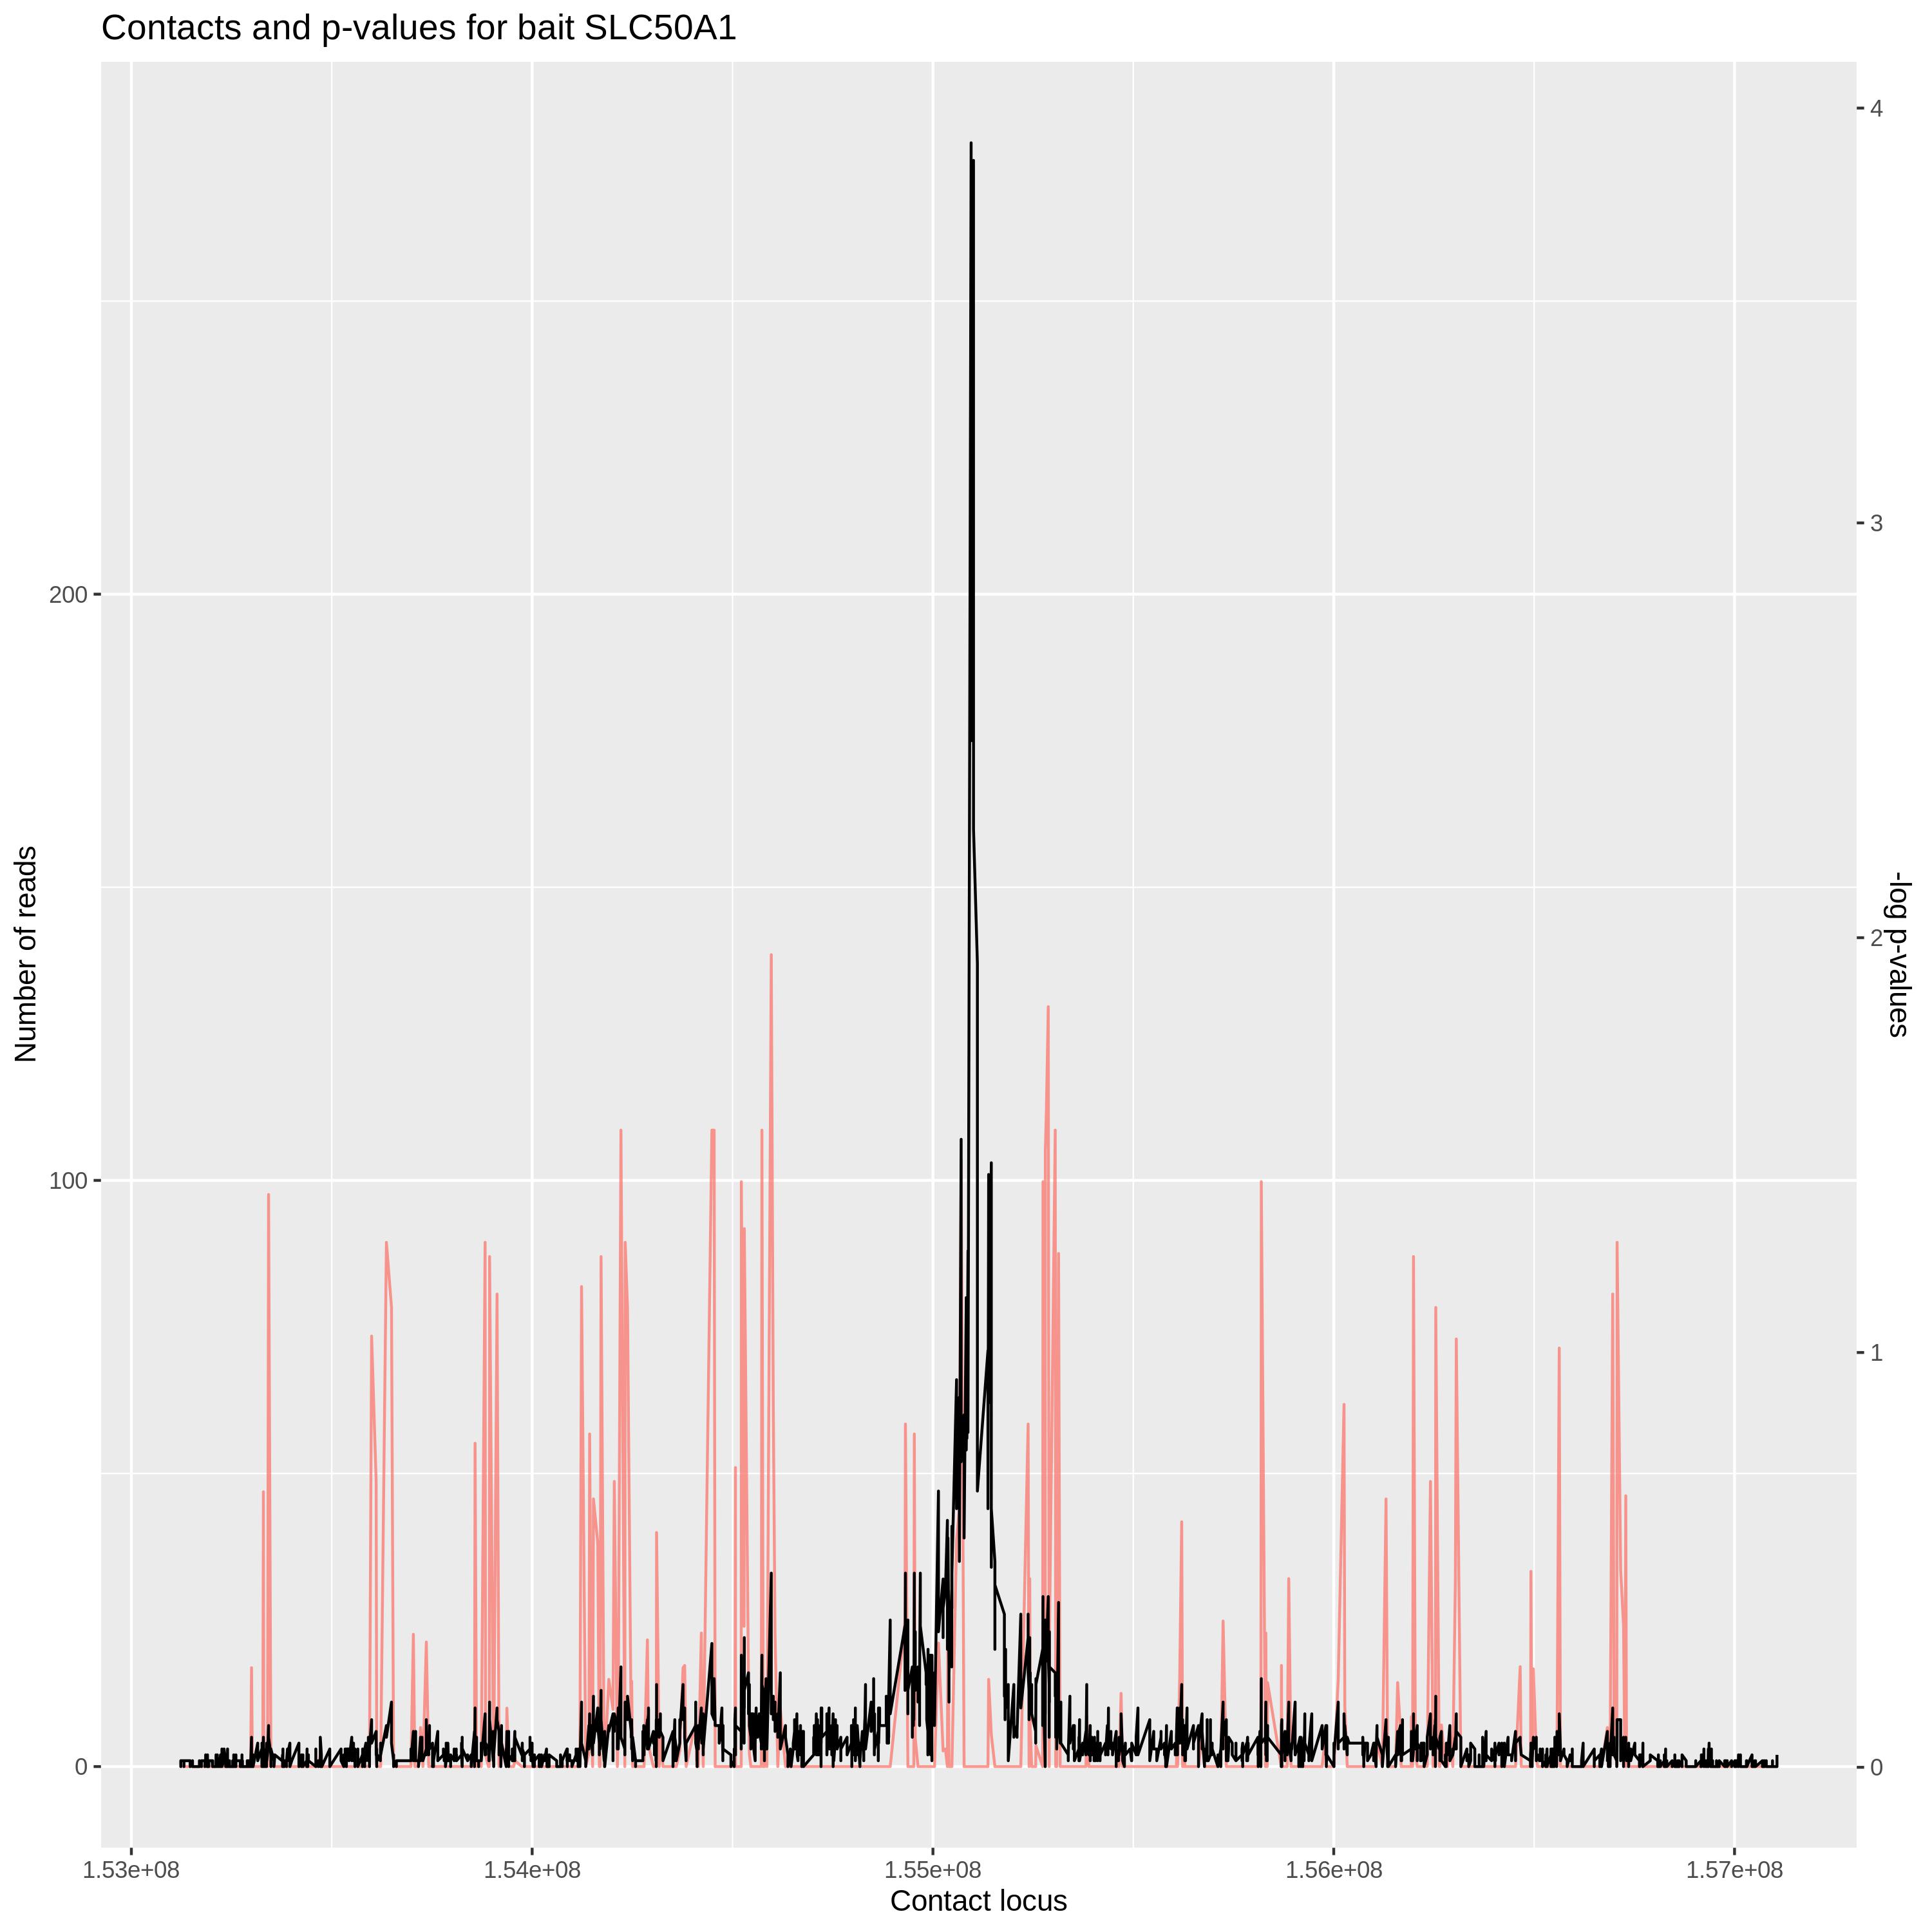 Contacts and p-values for bait SLC50A1
Number of reads
200
100
0
4
3
2
1
0
-log p-values
1.53e+08
1.54e+08
1.55e+08
1.56e+08
1.57e+08
Contact locus